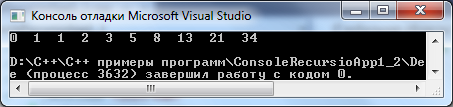 Консоль отладки Microsoft Visual Studio
0 1 1 2 3 5 8 13 21 34
D:\C++\C++ примеры программ\ConsoleRecursioApp1_2\De
е (процесс 3632) завершил работу с кодом 0.